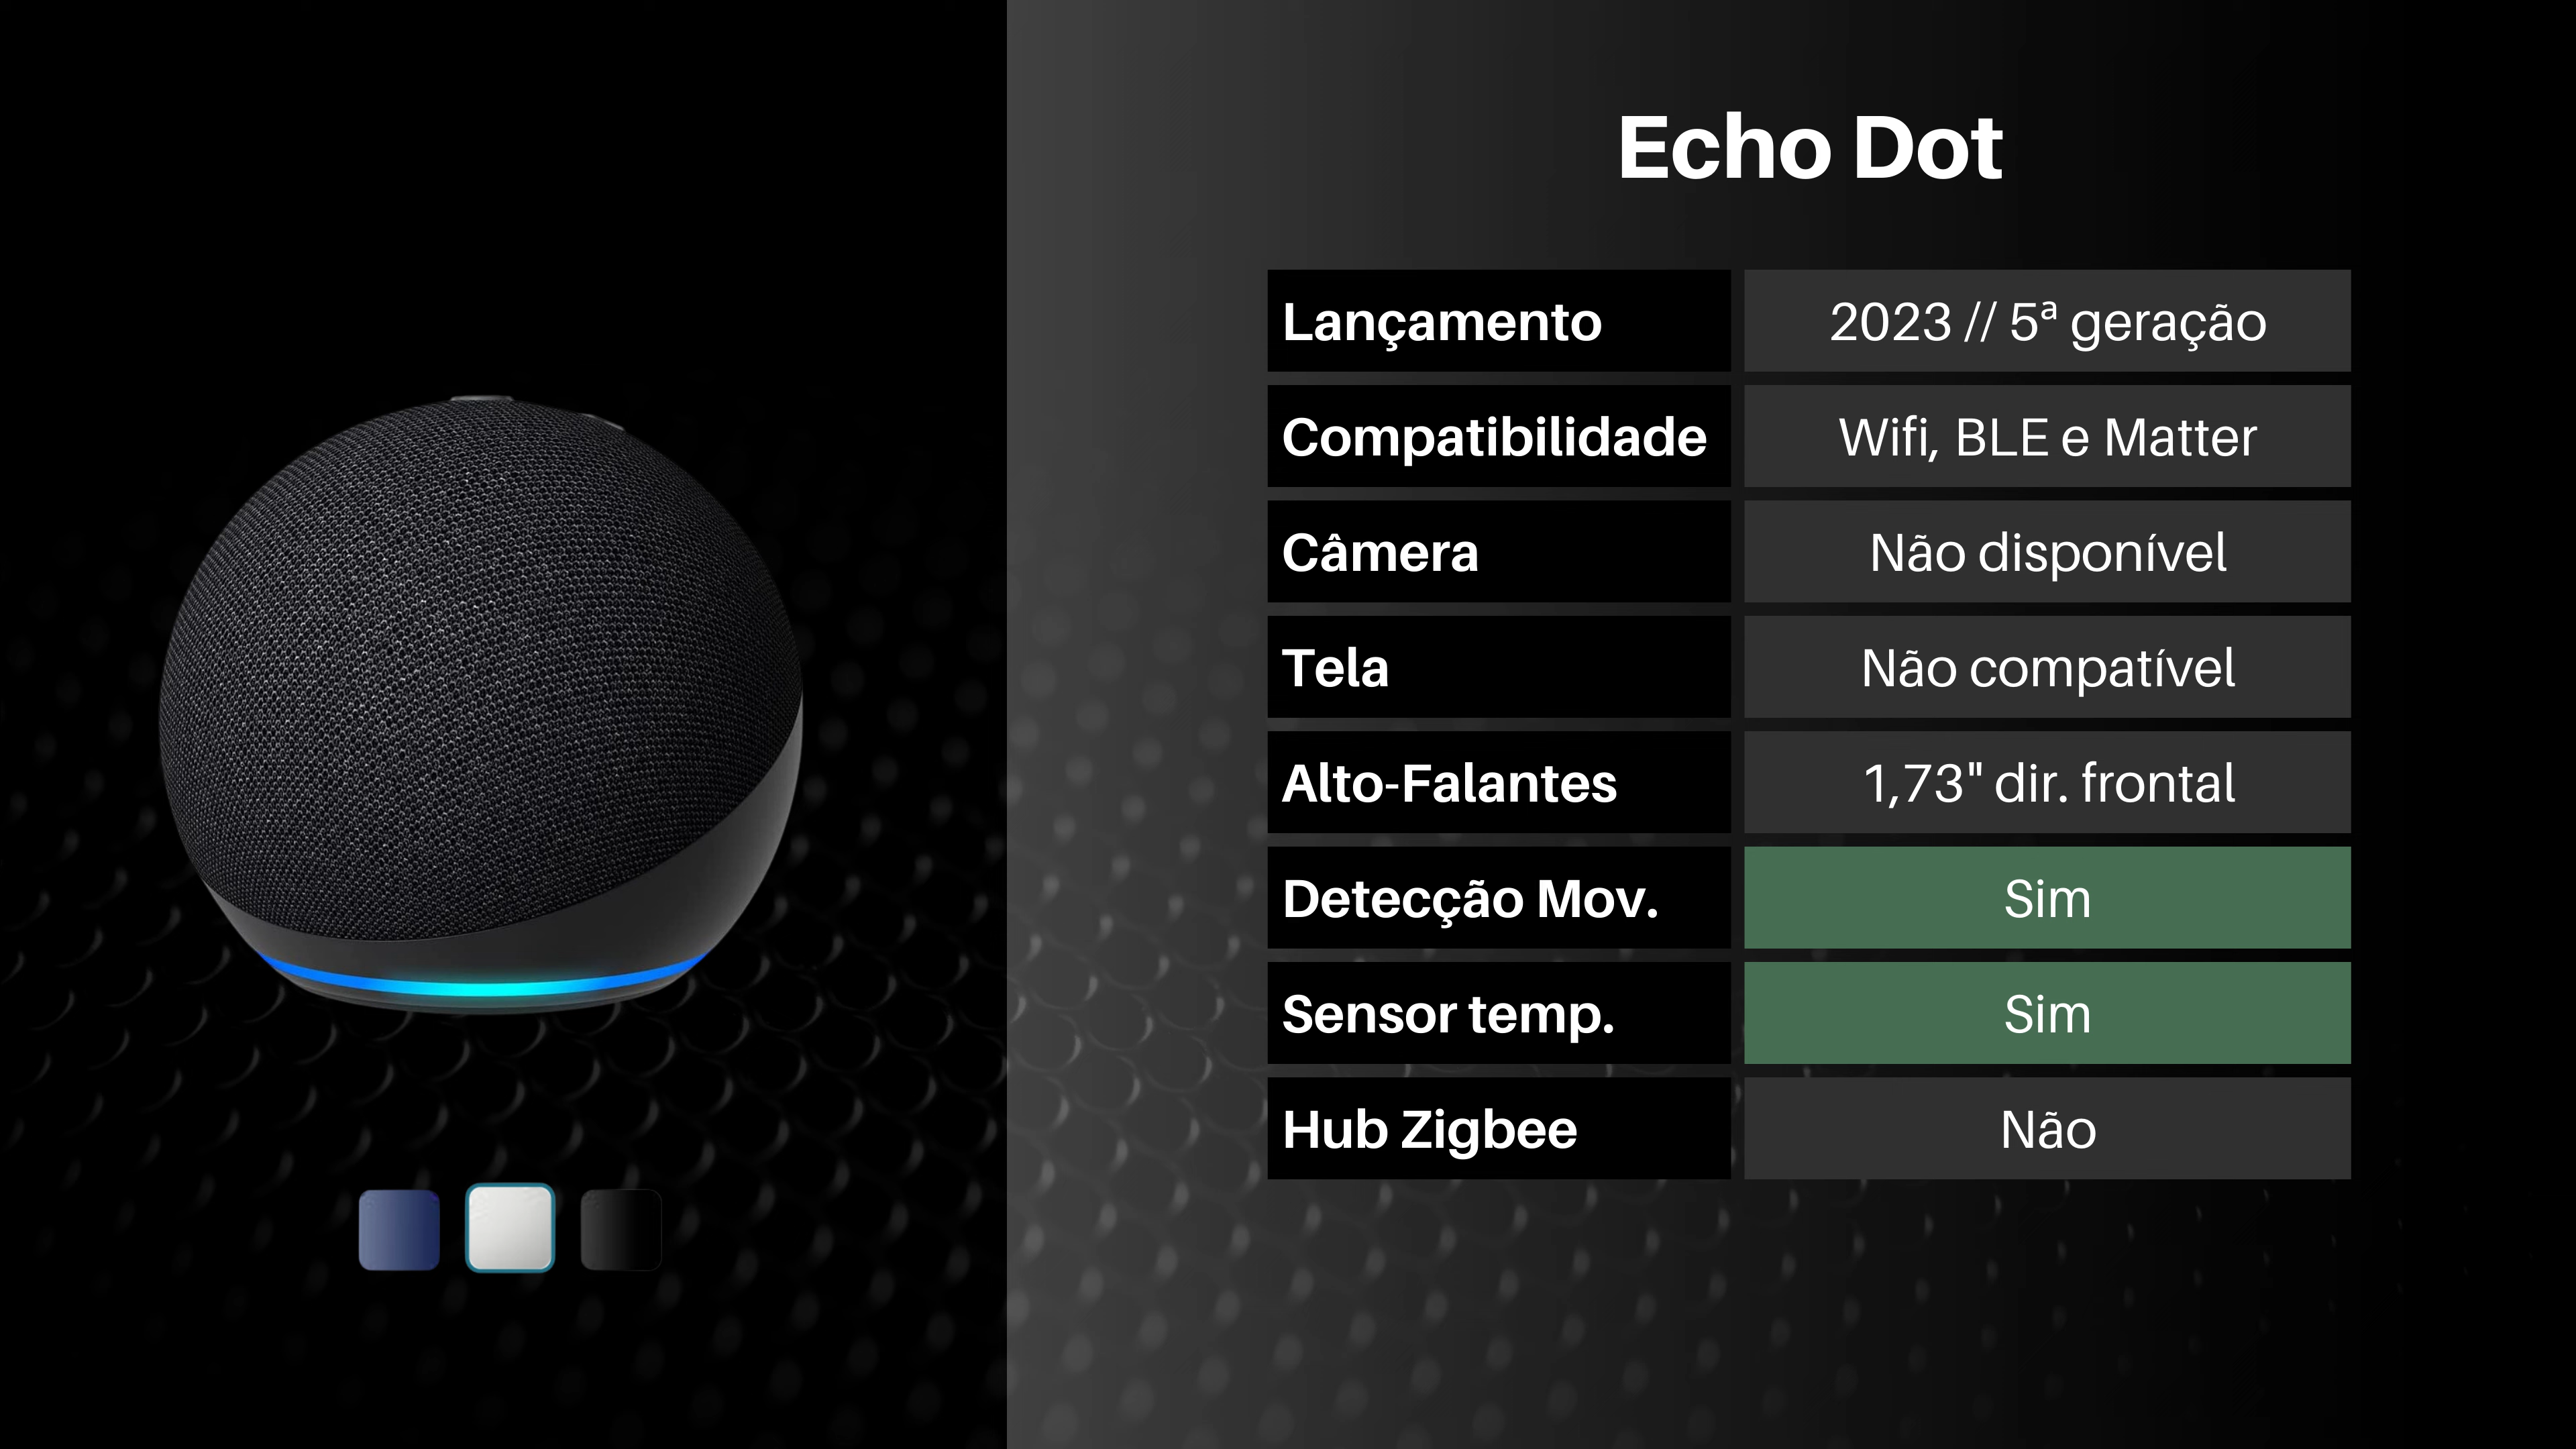 Echo Dot
Lançamento 2023 // 5ª geração
Compatibilidade Wifi, BLE e Matter
Câmera Não disponível
Tela Não compatível
Alto-Falantes 1,73" dir. frontal
Detecção Mov. Sim
Sensor temp. Sim
Hub Zigbee Não